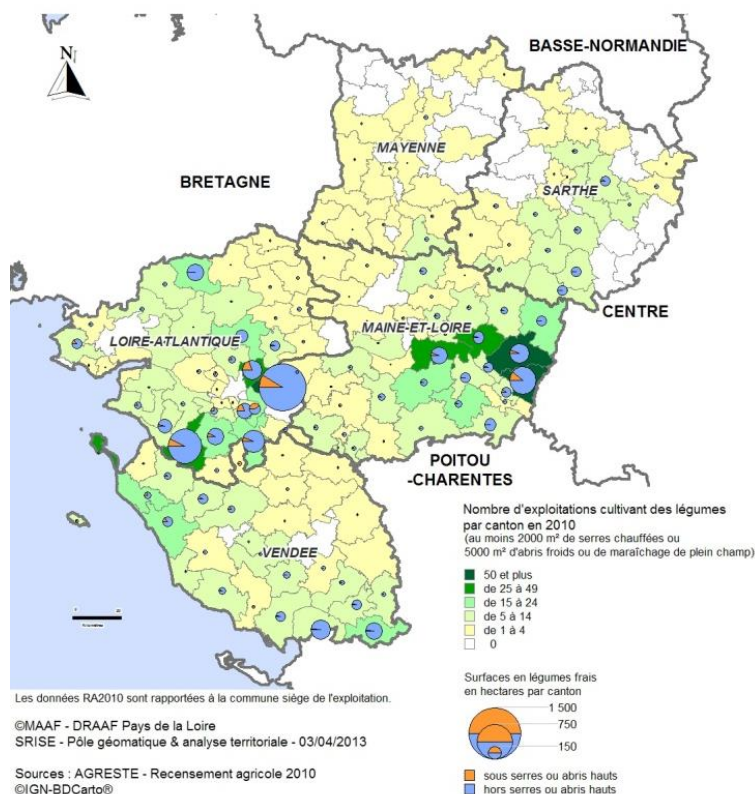 BASSE-NORMANDIE
N
MAYENNE
BRETAGNE
SARTHE
CENTRE
MAINE-ET-LOIRE
LOIRE-ATLANTIQUE
POITOU
-CHARENTES
VENDEE
Nombre d'exploitations cultivant des légumes
par canton en 2010
(au moins 2000 m² de serres chauffées ou
5000 m² d'abris froids ou de maraîchage de plein champ)
50 et plus
de 25 à 49
de 15 à 24
de 5 à 14
de 1 à 4
0
Surfaces en légumes frais
en hectares par canton
1 500
750
150
sous serres ou abris hauts
hors serres ou abris hauts
Les données RA2010 sont rapportées à la commune siège de l'exploitation.
©MAAF - DRAAF Pays de la Loire
SRISE - Pôle géomatique & analyse territoriale - 03/04/2013
Sources : AGRESTE - Recensement agricole 2010
©IGN-BDCarto®